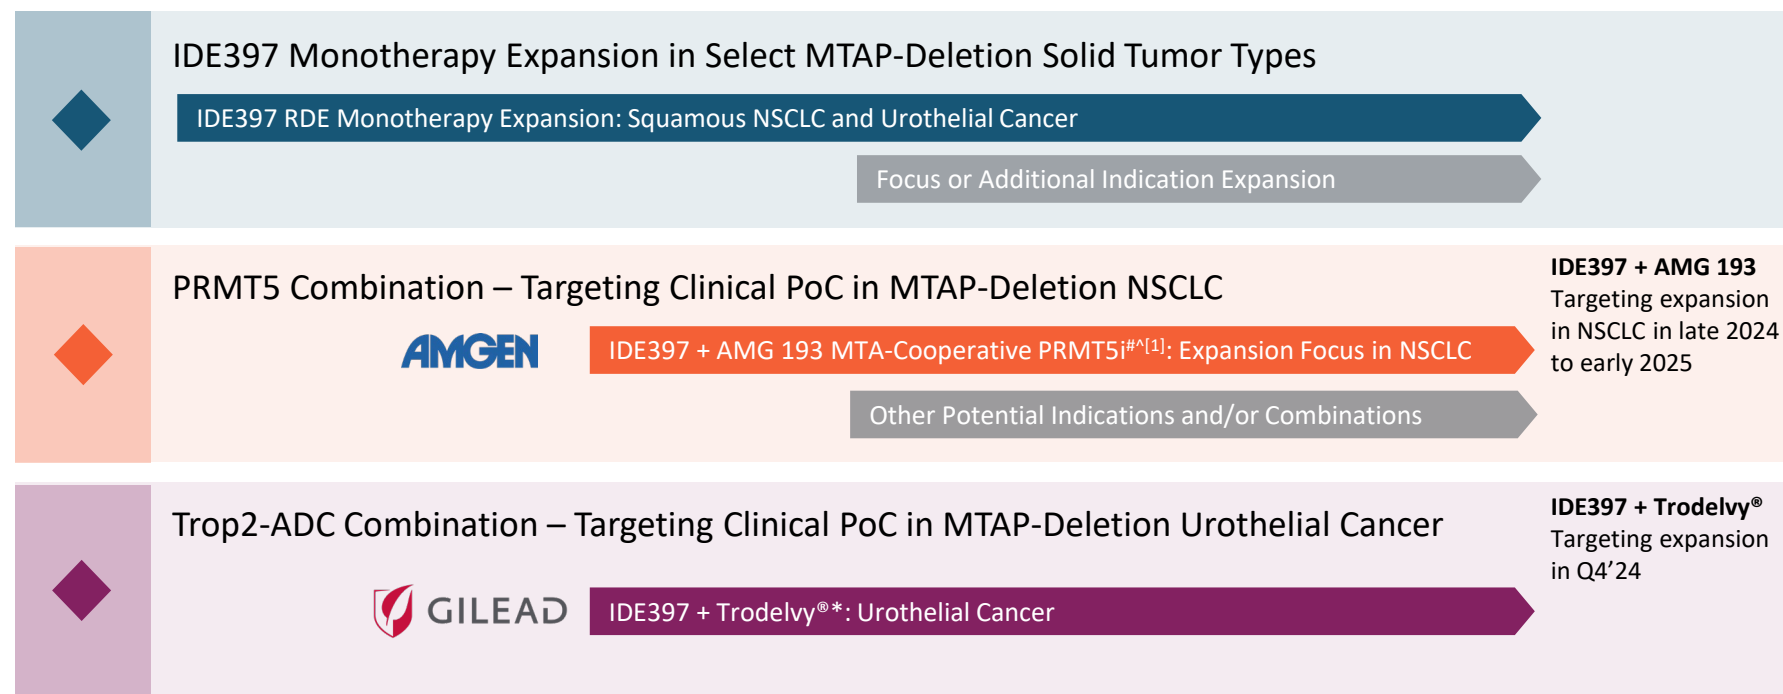 IDE397 Monotherapy Expansion in Select MTAP-Deletion Solid Tumor Types
IDE397 RDE Monotherapy Expansion: Squamous NSCLC and Urothelial Cancer
Focus or Additional Indication Expansion
PRMT5 Combination – Targeting Clinical PoC in MTAP-Deletion NSCLC
AMGEN
IDE397 + AMG 193 MTA-Cooperative PRMT5i#^[1]: Expansion Focus in NSCLC
Other Potential Indications and/or Combinations
IDE397 + AMG 193
Targeting expansion
in NSCLC in late 2024
to early 2025
Trop2-ADC Combination – Targeting Clinical PoC in MTAP-Deletion Urothelial Cancer
GILEAD
IDE397 + Trodelvy®*: Urothelial Cancer
IDE397 + Trodelvy®
Targeting expansion
in Q4’24